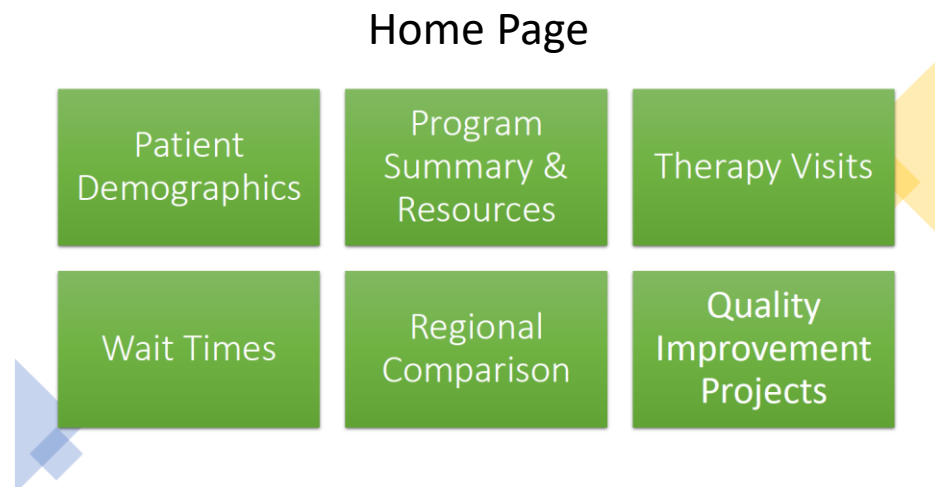 Home Page
Patient
Demographics
Program
Summary &
Resources
Therapy Visits
Wait Times
Regional
Comparison
Quality
Improvement
Projects